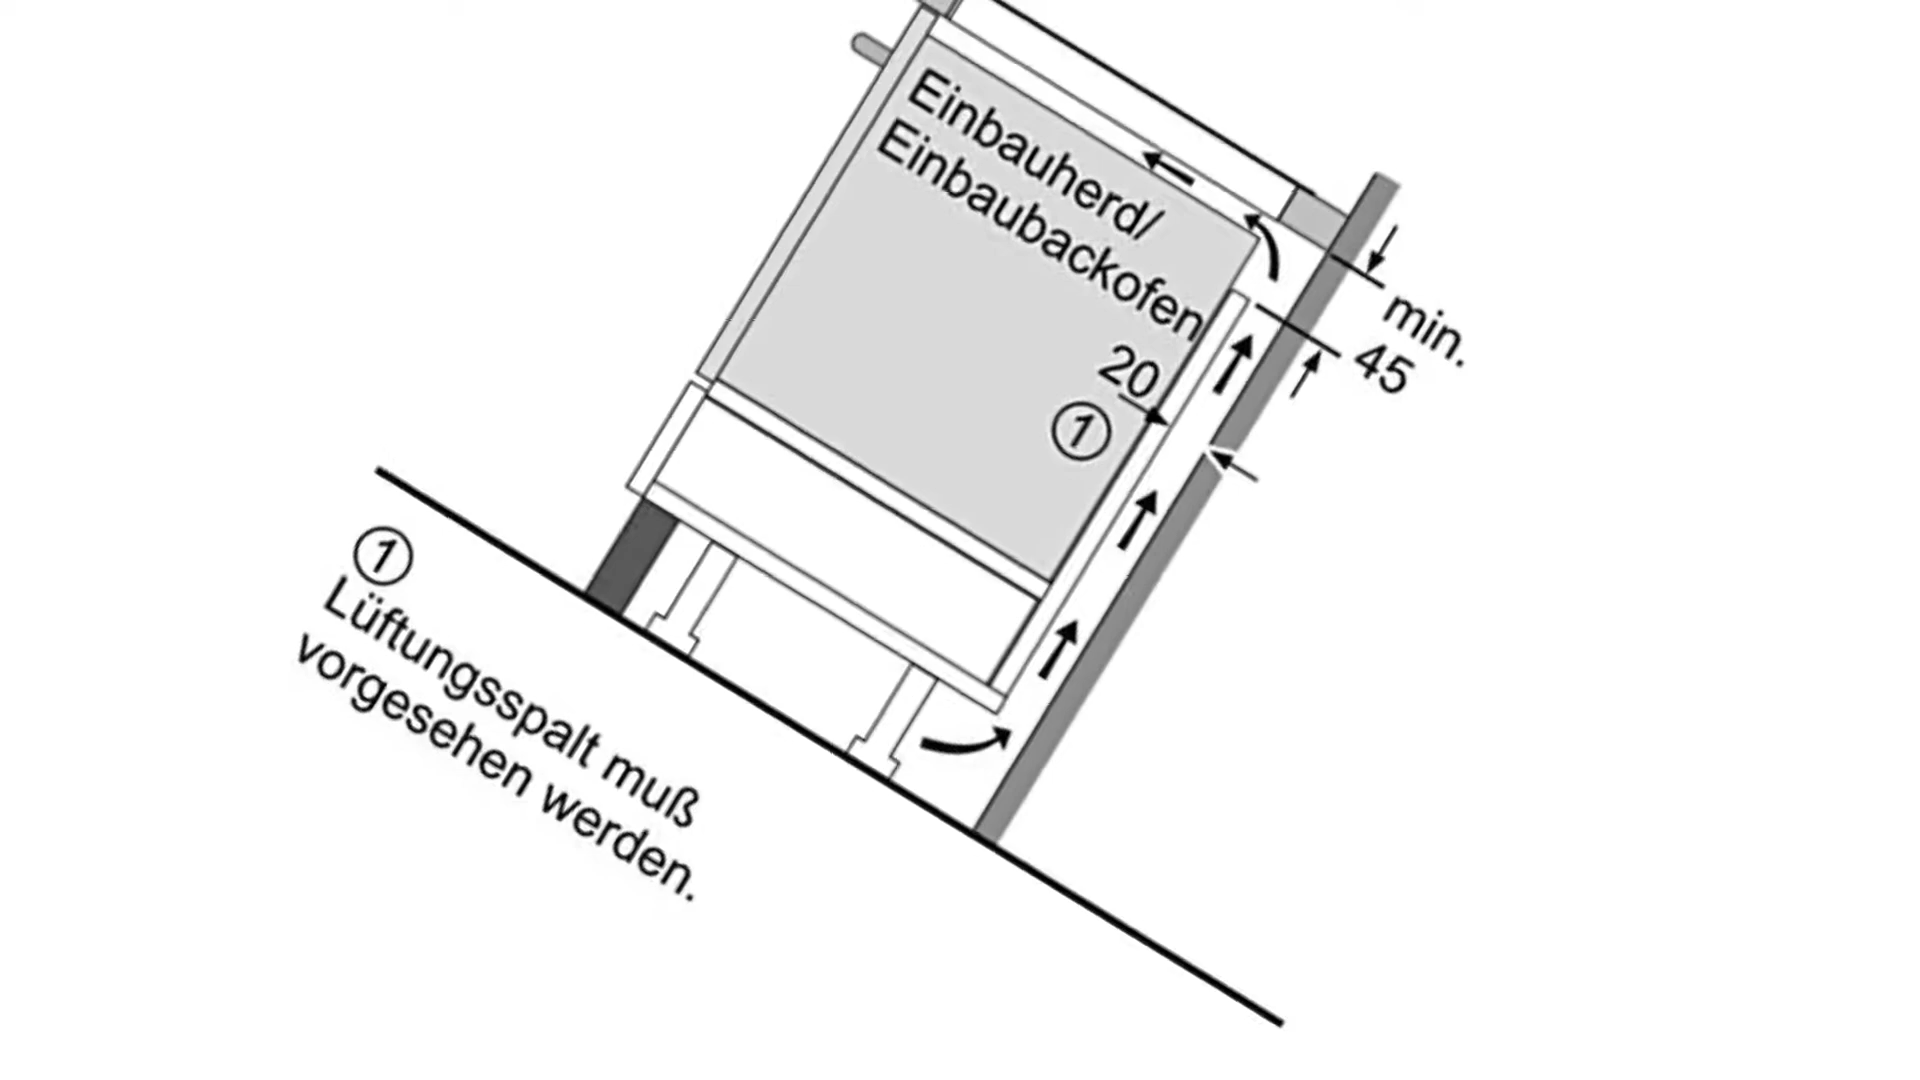 Einbauherd/
Einbaubackofen
20
①
min.
45
①
Lüftungsspalt muß
vorgesehen werden.